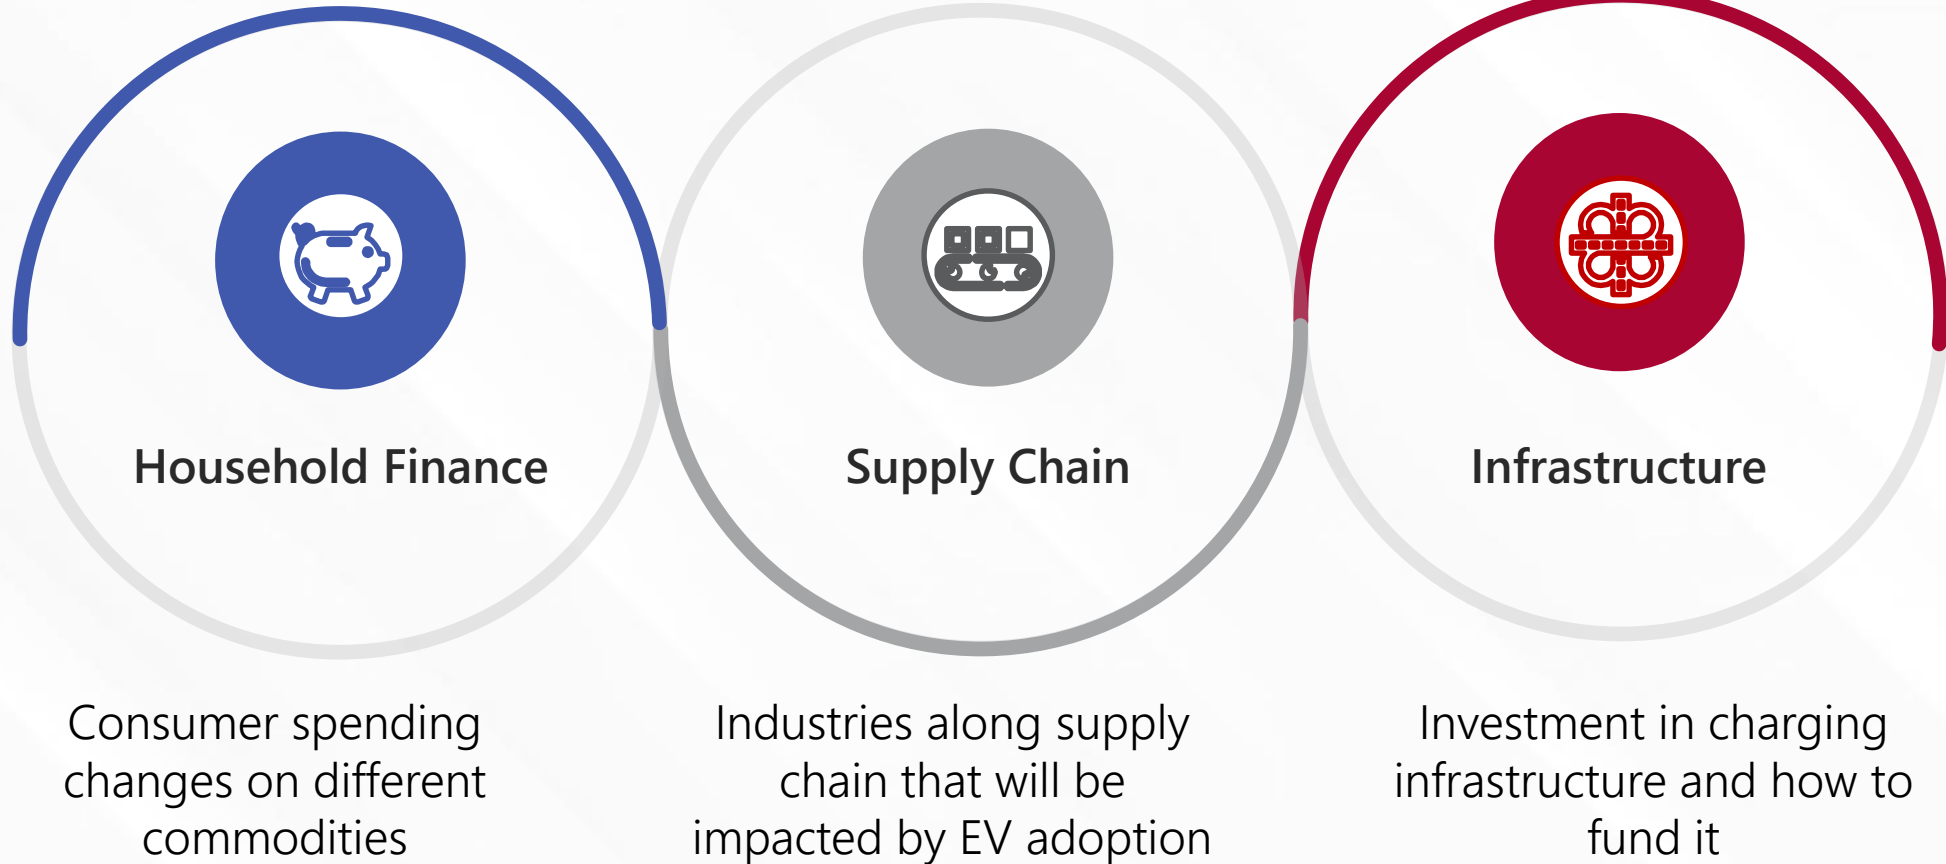 Household Finance
Supply Chain
Infrastructure
Consumer spending
changes on different
commodities
Industries along supply
chain that will be
impacted by EV adoption
Investment in charging
infrastructure and how to
fund it